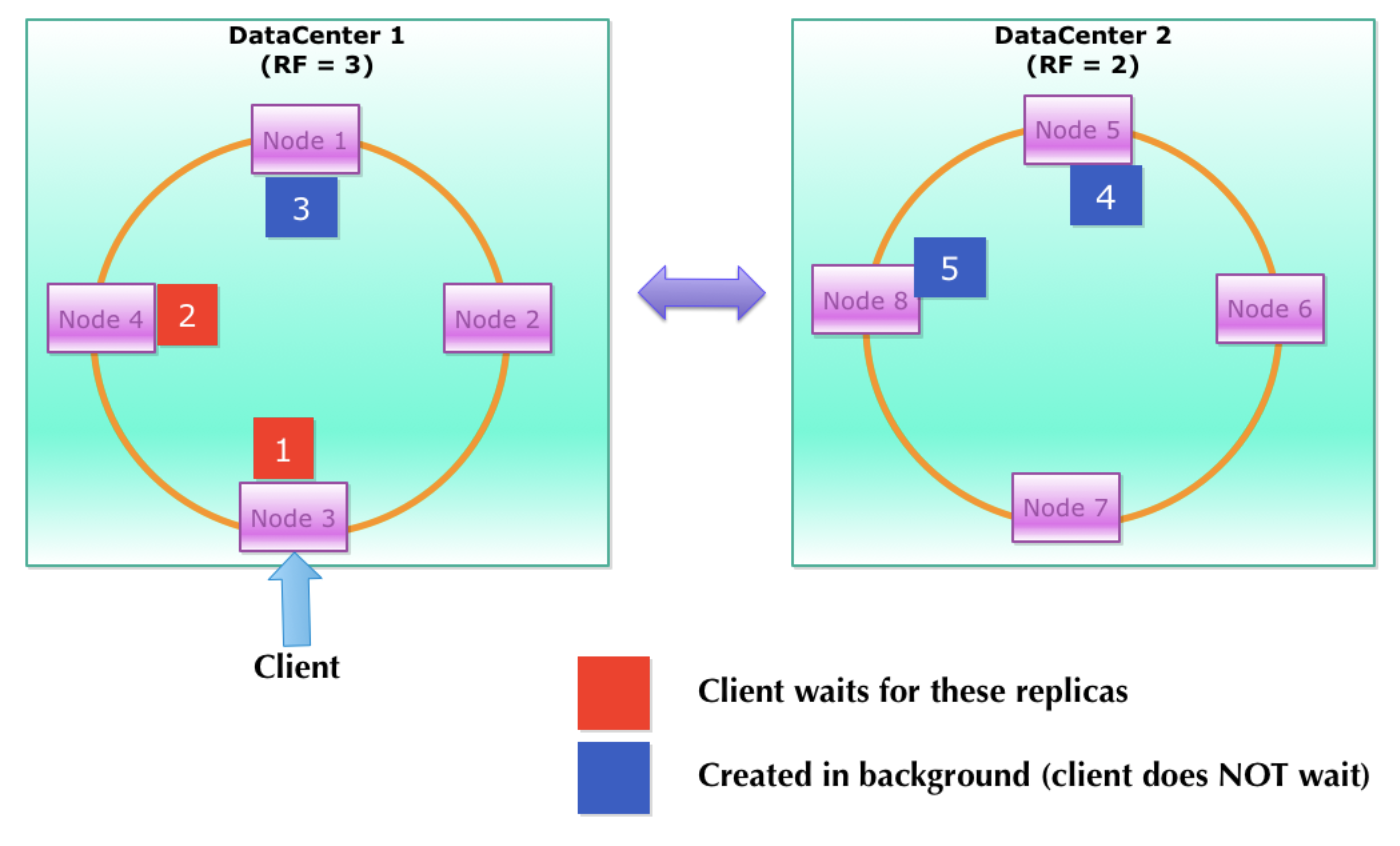 DataCenter 1
(RF = 3)
Node 1
3
Node 4
2
Node 2
1
Node 3
Client
DataCenter 2
(RF = 2)
Node 5
4
5
Node 8
Node 6
Node 7
Client waits for these replicas
Created in background (client does NOT wait)